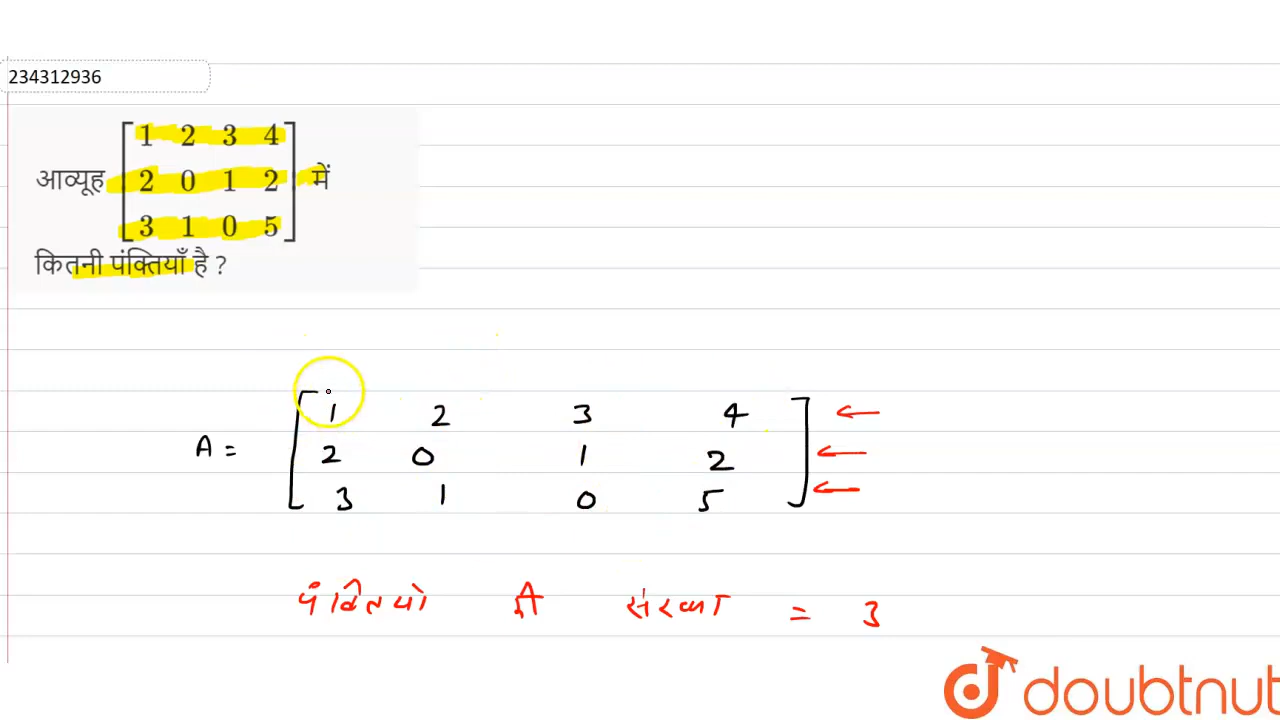 234312936
आव्यूह [1 2 3 4
2 0 1 2
3 1 0 5] में
कितनी पंक्तियाँ है ?
A = [1 2 3 4 ←
2 0 1 2 ←
3 1 0 5] ←
= 3
doubtnut